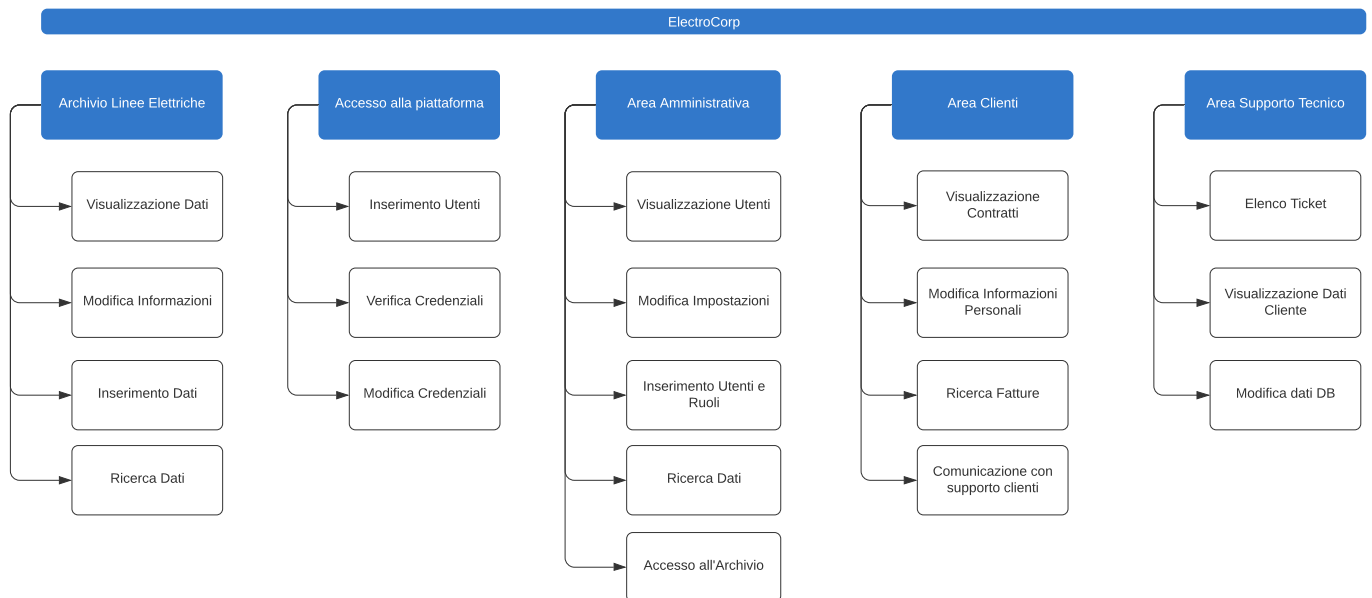 ElectroCorp
Archivio Linee Elettriche
Visualizzazione Dati
Modifica Informazioni
Inserimento Dati
Ricerca Dati
Accesso alla piattaforma
Inserimento Utenti
Verifica Credenziali
Modifica Credenziali
Area Amministrativa
Visualizzazione Utenti
Modifica Impostazioni
Inserimento Utenti e
Ruoli
Ricerca Dati
Accesso all'Archivio
Area Clienti
Visualizzazione
Contratti
Modifica Informazioni
Personali
Ricerca Fatture
Comunicazione con
supporto clienti
Area Supporto Tecnico
Elenco Ticket
Visualizzazione Dati
Cliente
Modifica dati DB